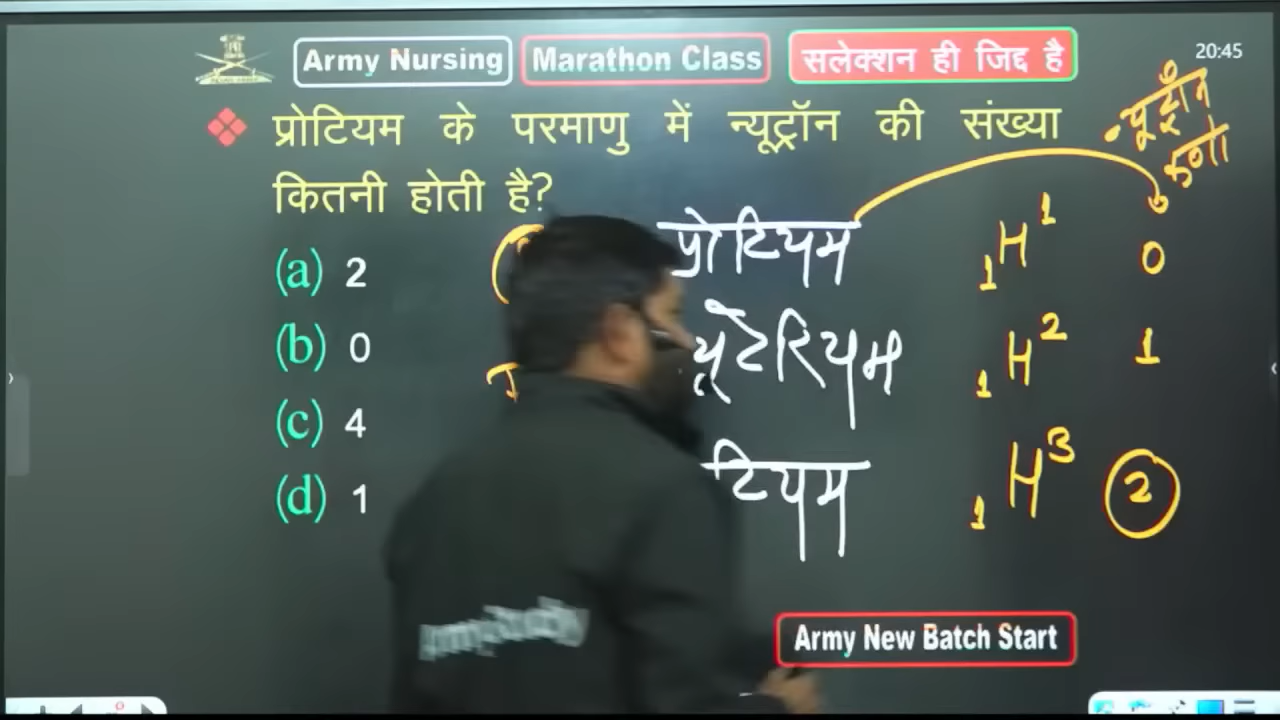 Army Nursing Marathon Class सलेक्शन ही जिद्द है 20:45
प्रोटियम के परमाणु में न्यूट्रॉन की संख्या
कितनी होती है?
(a) 2
(b) 0
(c) 4
(d) 1
प्रोटियम ₁H¹ 0
यूटेरियम ₁H² 1
टियम ₁H³ 2
Army New Batch Start